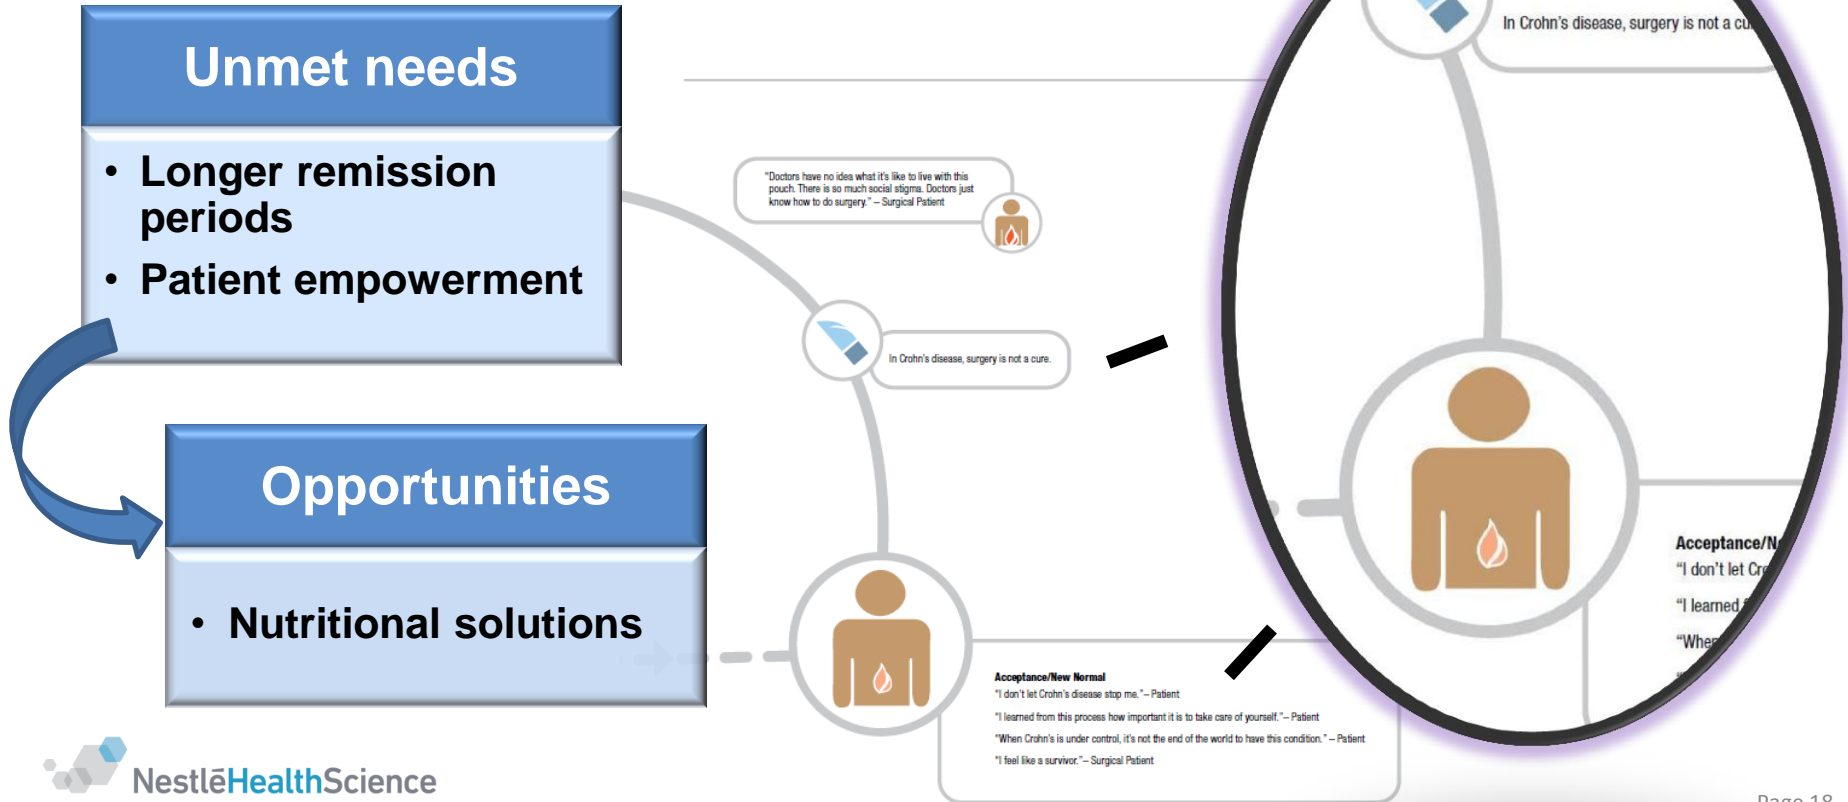 Unmet needs
• Longer remission
periods
• Patient empowerment
Opportunities
• Nutritional solutions
"Doctors have no idea what it's like to live with this
pouch. There is so much social stigma. Doctors just
know how to do surgery." – Surgical Patient
In Crohn's disease, surgery is not a cure.
Acceptance/New Normal
"I don't let Crohn's disease stop me."– Patient
"I learned from this process how important it is to take care of yourself."– Patient
"When Crohn's is under control, it's not the end of the world to have this condition." – Patient
"I feel like a survivor."– Surgical Patient
In Crohn's disease, surgery is not a cu
Acceptance/N
"I don't let Cro
"I learned
"When
NestléHealthScience
Page 18